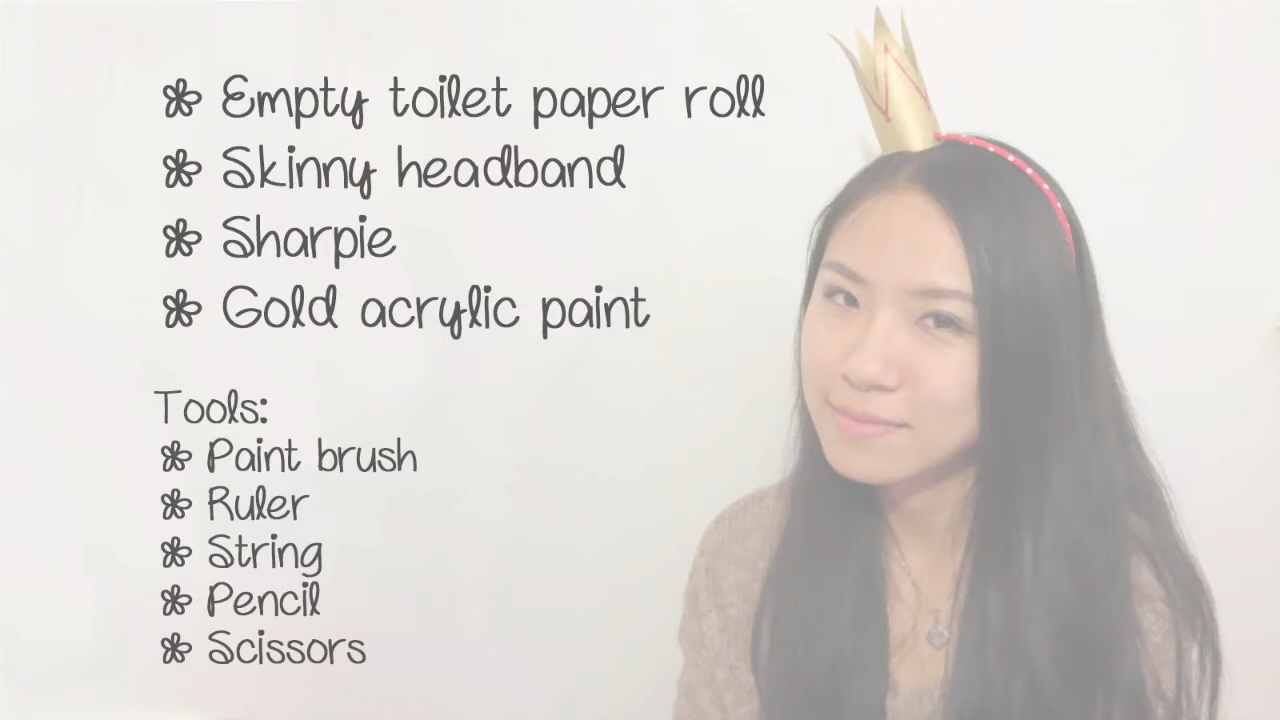 Empty toilet paper roll
Skinny headband
Sharpie
Gold acrylic paint
Tools:
Paint brush
Ruler
String
Pencil
Scissors